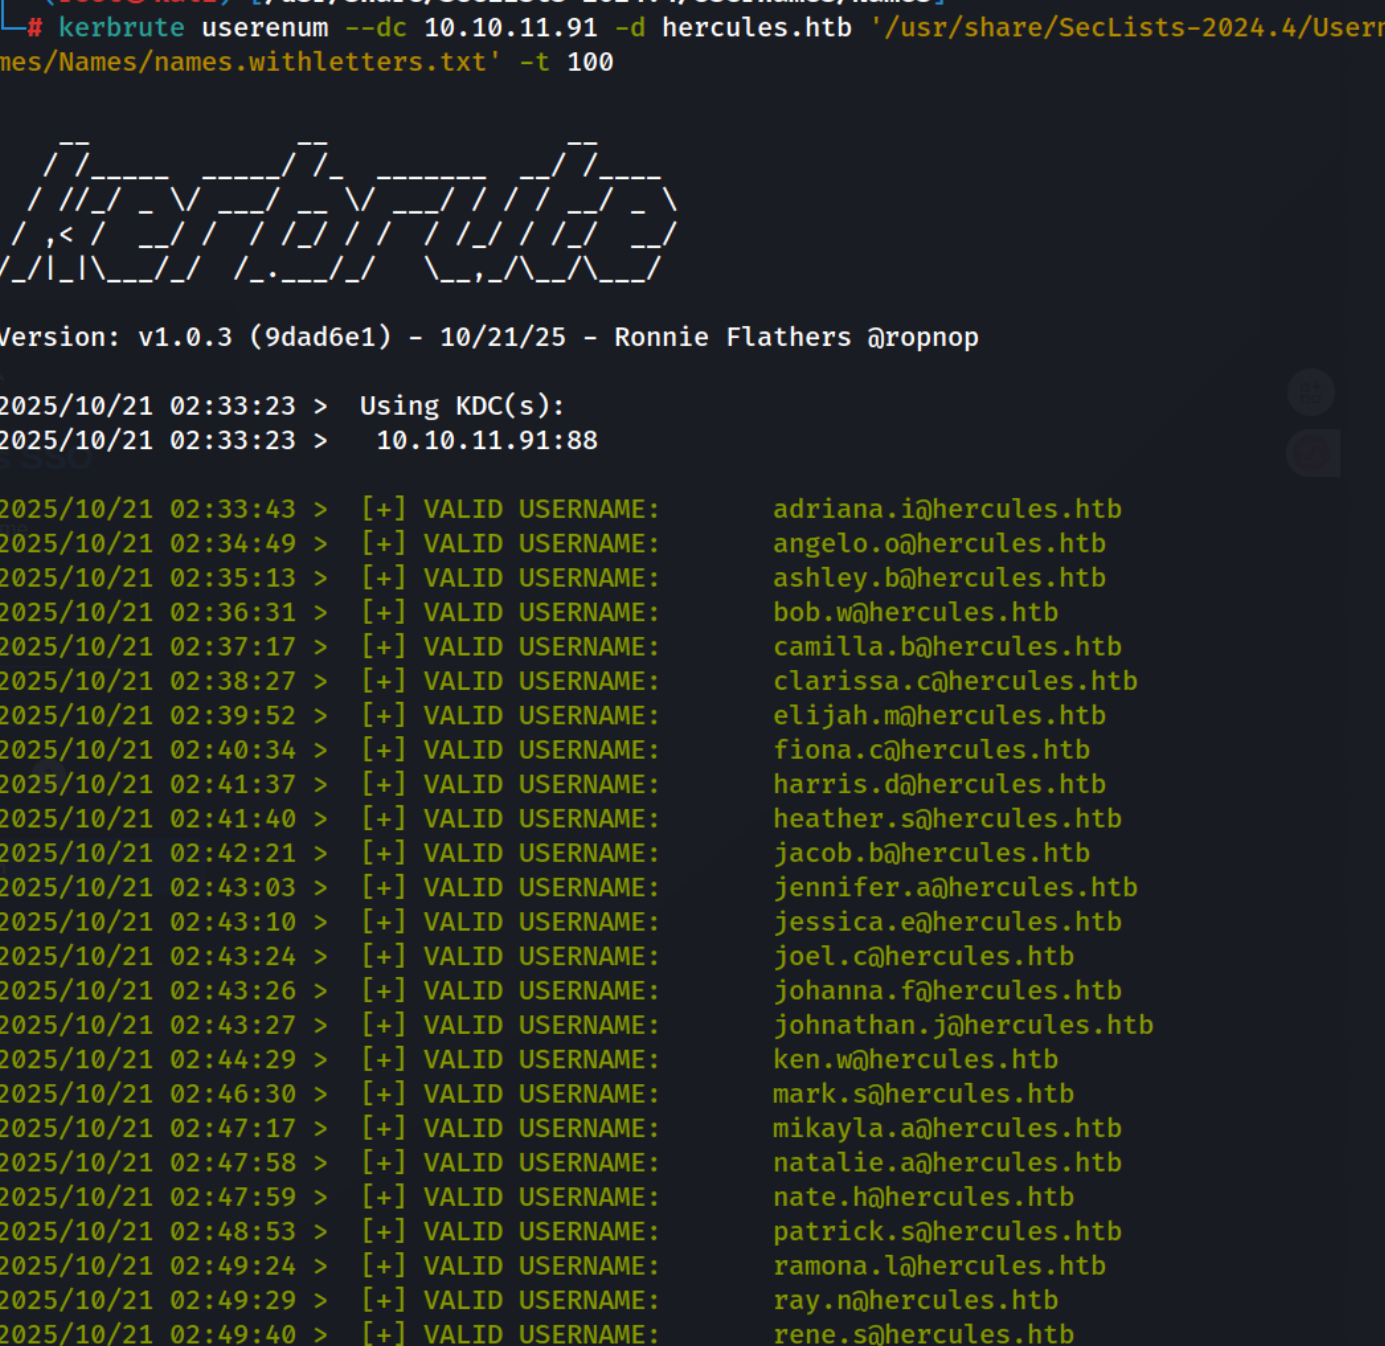 # kerbrute userenum --dc 10.10.11.91 -d hercules.htb '/usr/share/SecLists-2024.4/Usern
mes/Names/names.withletters.txt' -t 100
Version: v1.0.3 (9dad6e1) - 10/21/25 - Ronnie Flathers @ropnop
2025/10/21 02:33:23 > Using KDC(s):
2025/10/21 02:33:23 > 10.10.11.91:88
2025/10/21 02:33:43 > [+] VALID USERNAME: adriana.i@hercules.htb
2025/10/21 02:34:49 > [+] VALID USERNAME: angelo.o@hercules.htb
2025/10/21 02:35:13 > [+] VALID USERNAME: ashley.b@hercules.htb
2025/10/21 02:36:31 > [+] VALID USERNAME: bob.w@hercules.htb
2025/10/21 02:37:17 > [+] VALID USERNAME: camilla.b@hercules.htb
2025/10/21 02:38:27 > [+] VALID USERNAME: clarissa.c@hercules.htb
2025/10/21 02:39:52 > [+] VALID USERNAME: elijah.m@hercules.htb
2025/10/21 02:40:34 > [+] VALID USERNAME: fiona.c@hercules.htb
2025/10/21 02:41:37 > [+] VALID USERNAME: harris.d@hercules.htb
2025/10/21 02:41:40 > [+] VALID USERNAME: heather.s@hercules.htb
2025/10/21 02:42:21 > [+] VALID USERNAME: jacob.b@hercules.htb
2025/10/21 02:43:03 > [+] VALID USERNAME: jennifer.a@hercules.htb
2025/10/21 02:43:10 > [+] VALID USERNAME: jessica.e@hercules.htb
2025/10/21 02:43:24 > [+] VALID USERNAME: joel.c@hercules.htb
2025/10/21 02:43:26 > [+] VALID USERNAME: johanna.f@hercules.htb
2025/10/21 02:43:27 > [+] VALID USERNAME: johnathan.j@hercules.htb
2025/10/21 02:44:29 > [+] VALID USERNAME: ken.w@hercules.htb
2025/10/21 02:46:30 > [+] VALID USERNAME: mark.s@hercules.htb
2025/10/21 02:47:17 > [+] VALID USERNAME: mikayla.a@hercules.htb
2025/10/21 02:47:58 > [+] VALID USERNAME: natalie.a@hercules.htb
2025/10/21 02:47:59 > [+] VALID USERNAME: nate.h@hercules.htb
2025/10/21 02:48:53 > [+] VALID USERNAME: patrick.s@hercules.htb
2025/10/21 02:49:24 > [+] VALID USERNAME: ramona.l@hercules.htb
2025/10/21 02:49:29 > [+] VALID USERNAME: ray.n@hercules.htb
2025/10/21 02:49:40 > [+] VALID USERNAME: rene.s@hercules.htb